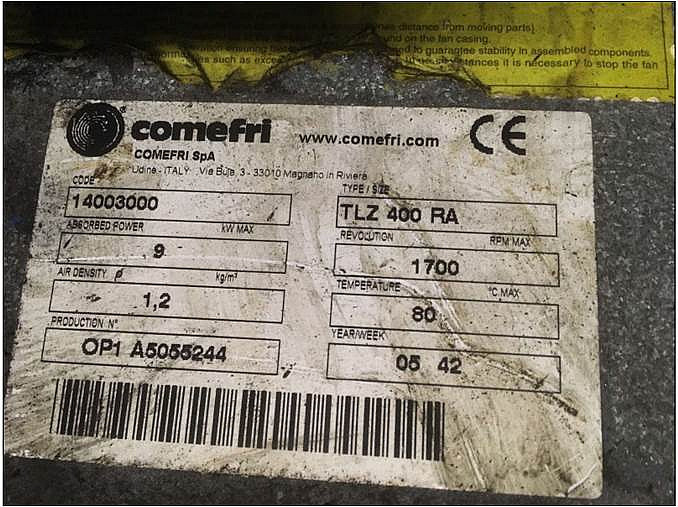 distance from moving parts)
und on the fan casing.
ed to guarantee stability in assembled components.
it is necessary to stop the fan
comefri
www.comefri.com
CE
COMEFRI SpA
Udine - ITALY Via Buia, 3 - 33010 Magnano in Riviera
CODE
TYPE / SIZE
14003000
TLZ 400 RA
ABSORBED POWER kW MAX
REVOLUTION RPM MAX
9
1700
AIR DENSITY kg/m³
TEMPERATURE °C MAX
1,2
80
PRODUCTION N°
YEAR/WEEK
OP1 A5055244
05 42